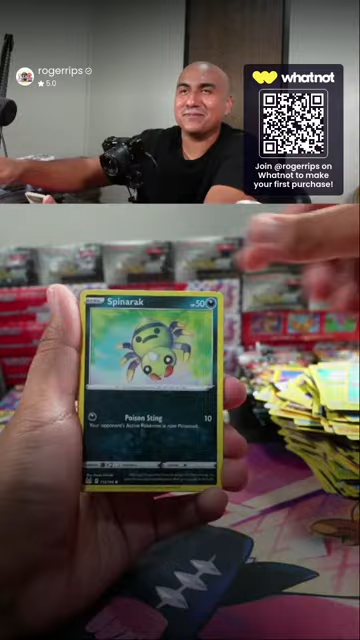 rogerrips
★ 5.0
whatnot
Join @rogerrips on
Whatnot to make
your first purchase!
Spinarak
HP 50
Poison Sting 10
Your opponent's Active Pokémon is now Poisoned.